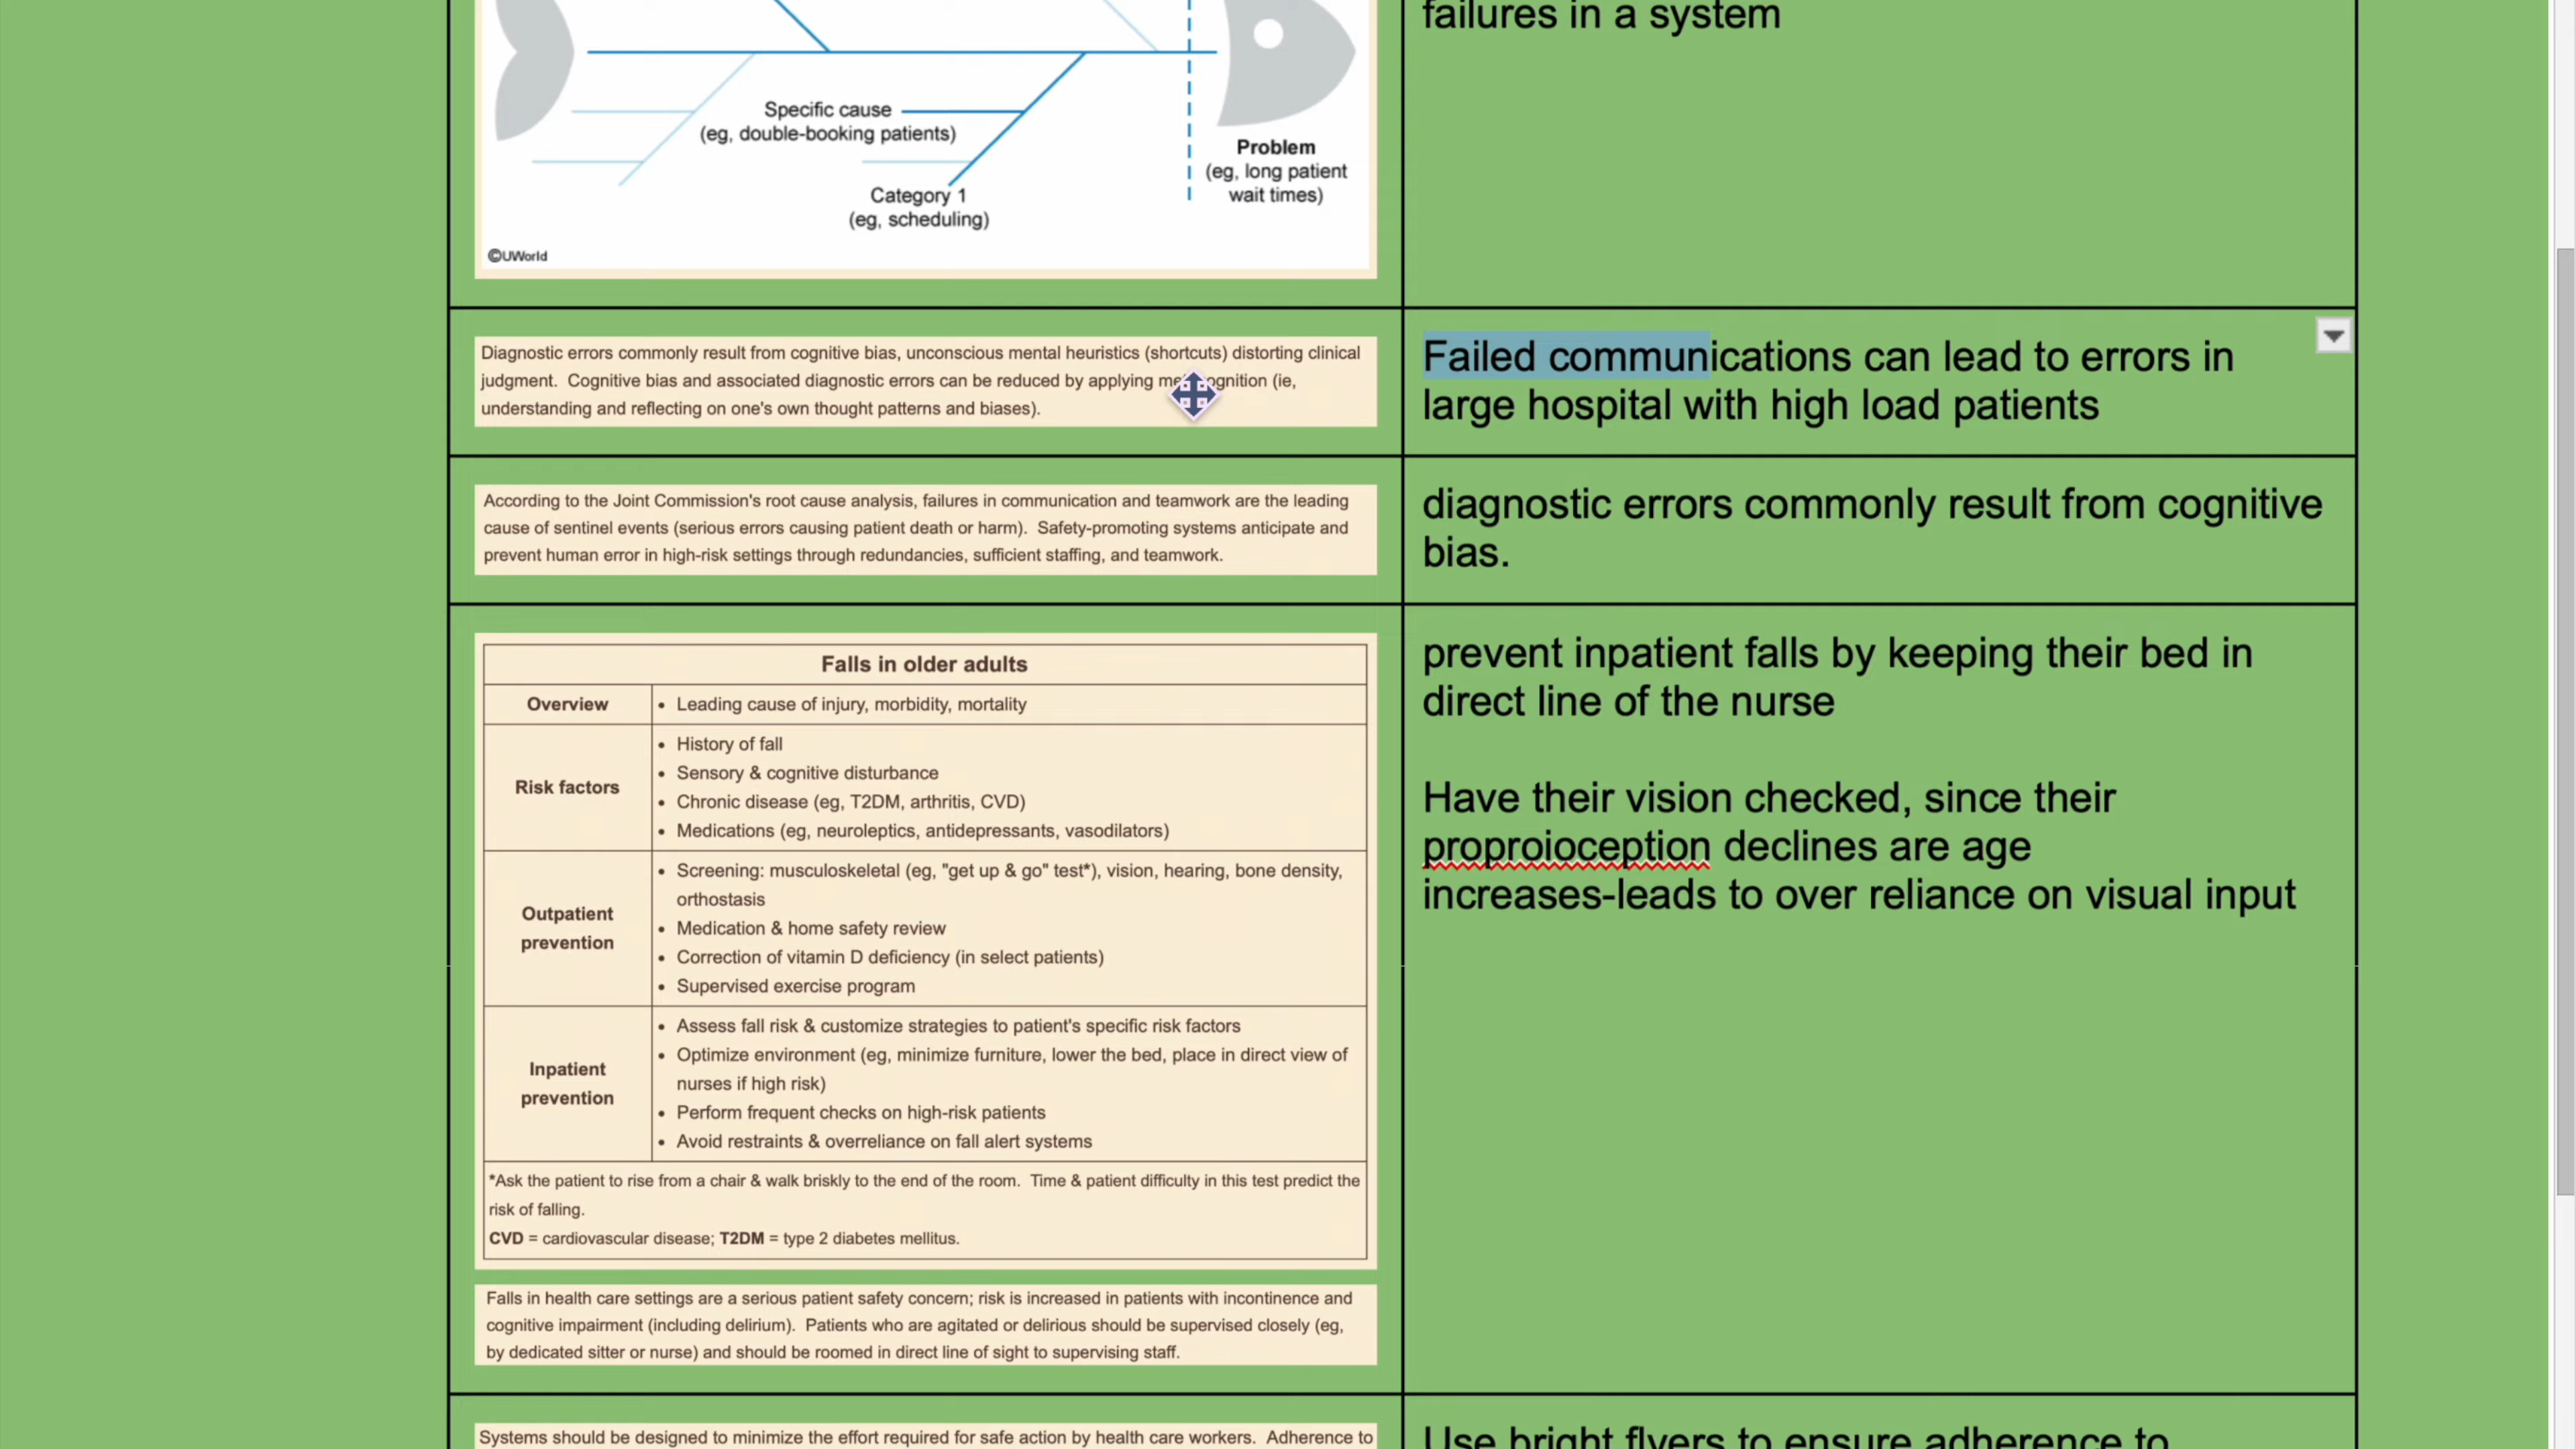 failures in a system
Specific cause
(eg, double-booking patients)
Category 1
(eg, scheduling)
Problem
(eg, long patient
wait times)
©UWorld
Diagnostic errors commonly result from cognitive bias, unconscious mental heuristics (shortcuts) distorting clinical
judgment. Cognitive bias and associated diagnostic errors can be reduced by applying (ie,
understanding and reflecting on one's own thought patterns and biases).
Failed communications can lead to errors in
large hospital with high load patients
According to the Joint Commission's root cause analysis, failures in communication and teamwork are the leading
cause of sentinel events (serious errors causing patient death or harm). Safety-promoting systems anticipate and
prevent human error in high-risk settings through redundancies, sufficient staffing, and teamwork.
diagnostic errors commonly result from cognitive
bias.
Falls in older adults
Overview
• Leading cause of injury, morbidity, mortality
Risk factors
• History of fall
• Sensory & cognitive disturbance
• Chronic disease (eg, T2DM, arthritis, CVD)
• Medications (eg, neuroleptics, antidepressants, vasodilators)
Outpatient
prevention
• Screening: musculoskeletal (eg, "get up & go" test*), vision, hearing, bone density,
orthostasis
• Medication & home safety review
• Correction of vitamin D deficiency (in select patients)
• Supervised exercise program
Inpatient
prevention
• Assess fall risk & customize strategies to patient's specific risk factors
• Optimize environment (eg, minimize furniture, lower the bed, place in direct view of
nurses if high risk)
• Perform frequent checks on high-risk patients
• Avoid restraints & overreliance on fall alert systems
*Ask the patient to rise from a chair & walk briskly to the end of the room. Time & patient difficulty in this test predict the
risk of falling.
CVD = cardiovascular disease; T2DM = type 2 diabetes mellitus.
Falls in health care settings are a serious patient safety concern; risk is increased in patients with incontinence and
cognitive impairment (including delirium). Patients who are agitated or delirious should be supervised closely (eg,
by dedicated sitter or nurse) and should be roomed in direct line of sight to supervising staff.
prevent inpatient falls by keeping their bed in
direct line of the nurse
Have their vision checked, since their
proproioception declines are age
increases-leads to over reliance on visual input
Systems should be designed to minimize the effort required for safe action by health care workers. Adherence to
Use bright flyers to ensure adherence to